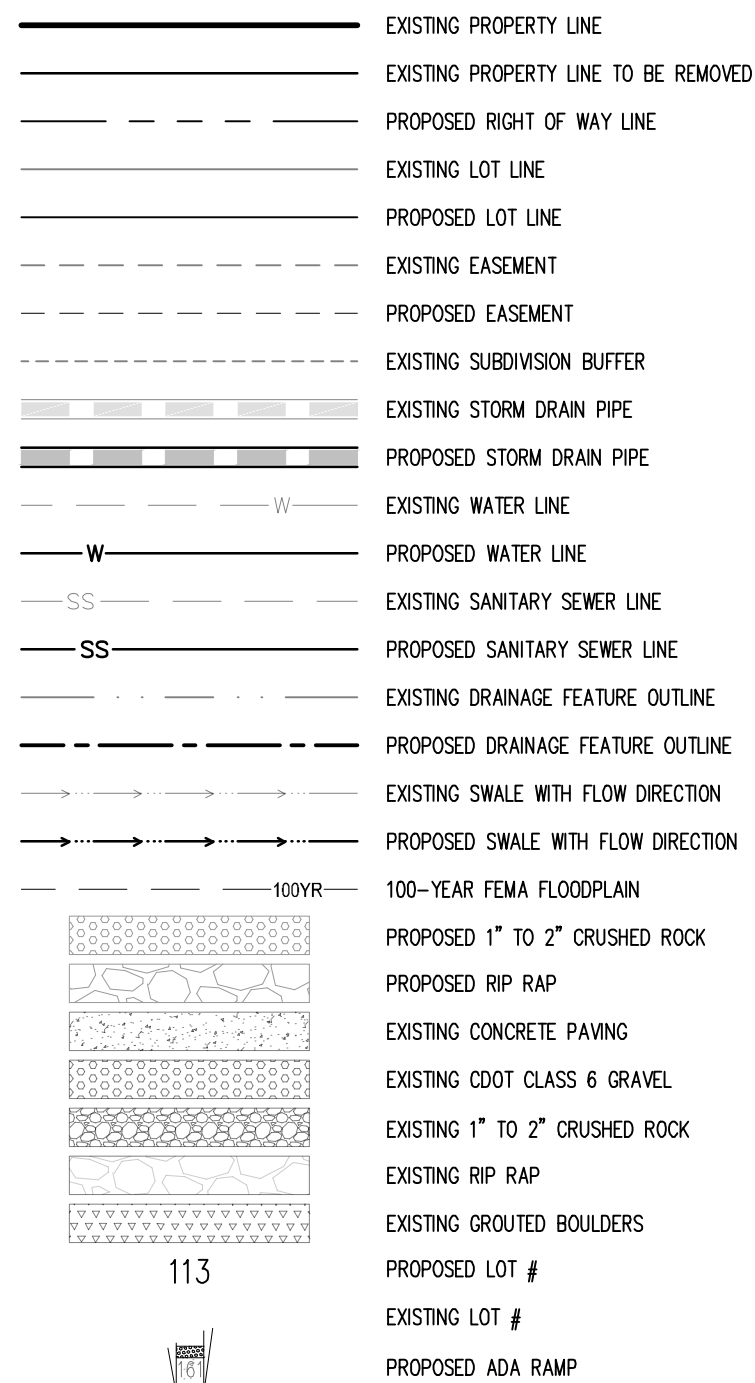 EXISTING PROPERTY LINE
EXISTING PROPERTY LINE TO BE REMOVED
PROPOSED RIGHT OF WAY LINE
EXISTING LOT LINE
PROPOSED LOT LINE
EXISTING EASEMENT
PROPOSED EASEMENT
EXISTING SUBDIVISION BUFFER
EXISTING STORM DRAIN PIPE
PROPOSED STORM DRAIN PIPE
W EXISTING WATER LINE
W PROPOSED WATER LINE
SS EXISTING SANITARY SEWER LINE
SS PROPOSED SANITARY SEWER LINE
EXISTING DRAINAGE FEATURE OUTLINE
PROPOSED DRAINAGE FEATURE OUTLINE
EXISTING SWALE WITH FLOW DIRECTION
PROPOSED SWALE WITH FLOW DIRECTION
100YR 100-YEAR FEMA FLOODPLAIN
PROPOSED 1" TO 2" CRUSHED ROCK
PROPOSED RIP RAP
EXISTING CONCRETE PAVING
EXISTING CDOT CLASS 6 GRAVEL
EXISTING 1" TO 2" CRUSHED ROCK
EXISTING RIP RAP
EXISTING GROUTED BOULDERS
113 PROPOSED LOT #
EXISTING LOT #
161 PROPOSED ADA RAMP